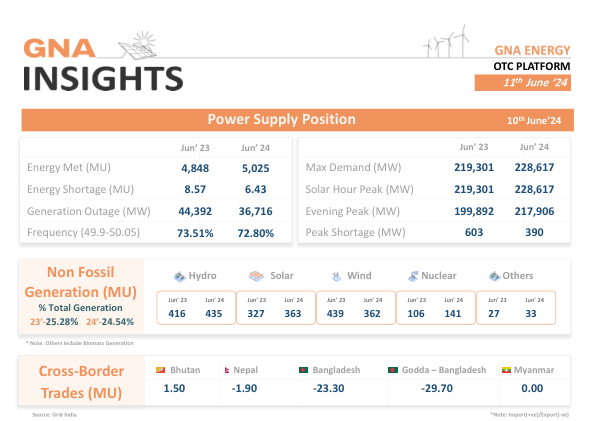 GNA
INSIGHTS
GNA ENERGY
OTC PLATFORM
11th June '24
Power Supply Position 10th June'24
Jun' 23 Jun' 24
Energy Met (MU) 4,848 5,025
Energy Shortage (MU) 8.57 6.43
Generation Outage (MW) 44,392 36,716
Frequency (49.9-50.05) 73.51% 72.80%
Jun' 23 Jun' 24
Max Demand (MW) 219,301 228,617
Solar Hour Peak (MW) 219,301 228,617
Evening Peak (MW) 199,892 217,906
Peak Shortage (MW) 603 390
Non Fossil
Generation (MU)
% Total Generation
23'-25.28% 24'-24.54%
Hydro Solar Wind Nuclear Others
Jun' 23 Jun' 24 Jun' 23 Jun' 24 Jun' 23 Jun' 24 Jun' 23 Jun' 24 Jun' 23 Jun' 24
416 435 327 363 439 362 106 141 27 33
* Note: Others include Biomass Generation
Cross-Border
Trades (MU)
Bhutan Nepal Bangladesh Godda – Bangladesh Myanmar
1.50 -1.90 -23.30 -29.70 0.00
Source: Grid India *Note: Import(+ve)/Export(-ve)